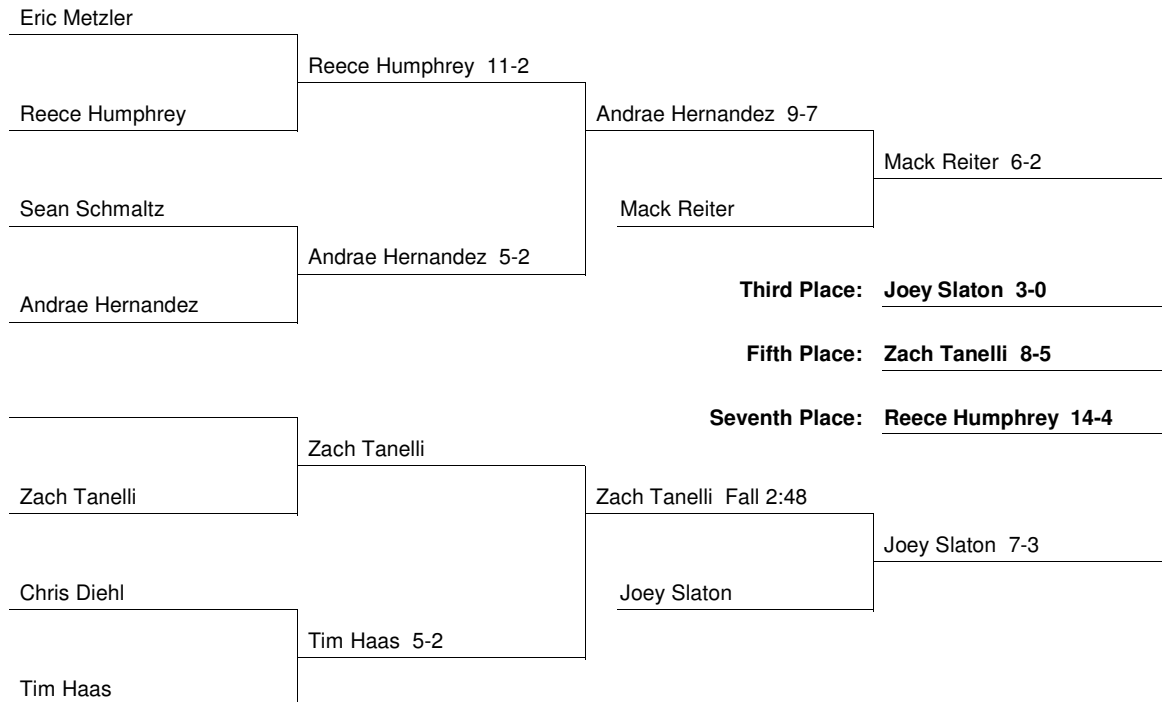 Eric Metzler
Reece Humphrey 11-2
Reece Humphrey
Andrae Hernandez 9-7
Mack Reiter 6-2
Sean Schmaltz
Mack Reiter
Andrae Hernandez 5-2
Andrae Hernandez
Third Place: Joey Slaton 3-0
Fifth Place: Zach Tanelli 8-5
Seventh Place: Reece Humphrey 14-4
Zach Tanelli
Zach Tanelli
Zach Tanelli Fall 2:48
Joey Slaton 7-3
Chris Diehl
Joey Slaton
Tim Haas 5-2
Tim Haas